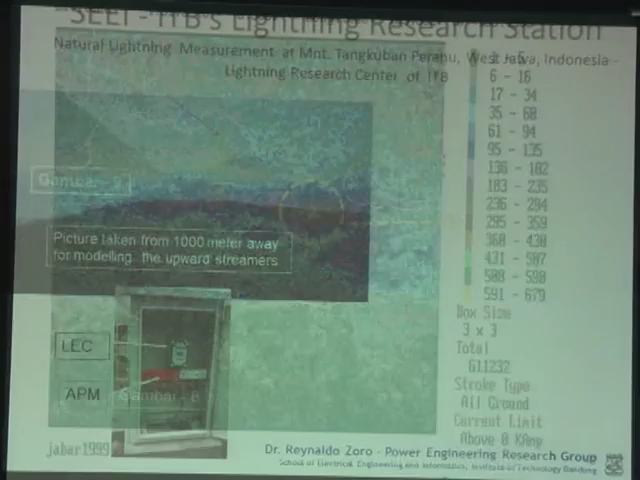 SEEI - ITB's Lightning Research Station
Natural Lightning Measurement at Mnt. Tangkuban Perahu, West Jawa, Indonesia -
Lightning Research Center of ITB
6 - 16
17 - 34
35 - 68
61 - 94
95 - 135
136 - 182
183 - 235
236 - 294
295 - 359
360 - 430
431 - 507
508 - 590
591 - 679
Box Size
3 x 3
Total
611232
Stroke Type
All Ground
Current Limit
Above 0 KAmp
Gambar - 9
Picture taken from 1000 meter away
for modelling the upward streamers
LEC
APM
Gambar - 8
jabar1999
Dr. Reynaldo Zoro - Power Engineering Research Group
School of Electrical Engineering and Informatics, Institute of Technology Bandung